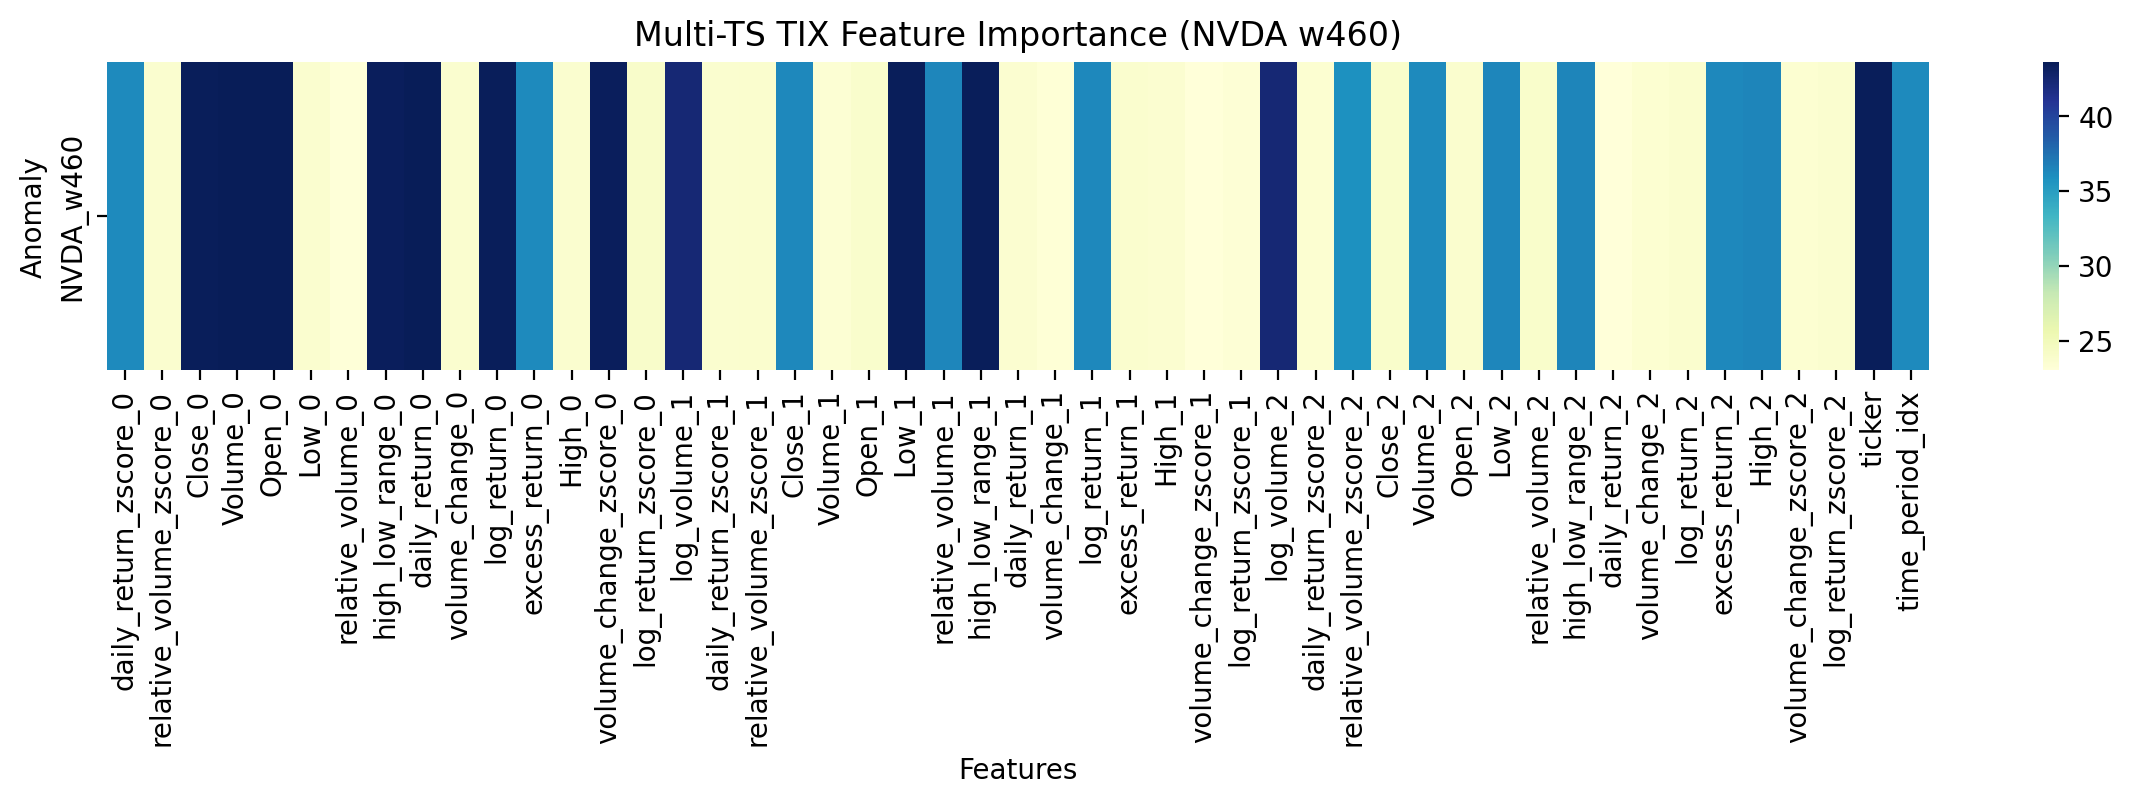 Multi-TS TIX Feature Importance (NVDA w460)
Anomaly
NVDA_w460
40
35
30
25
daily_return_zscore_0
relative_volume_zscore_0
Close_0
Volume_0
Open_0
Low_0
relative_volume_0
high_low_range_0
daily_return_0
volume_change_0
log_return_0
excess_return_0
High_0
volume_change_zscore_0
log_return_zscore_0
log_volume_1
daily_return_zscore_1
relative_volume_zscore_1
Close_1
Volume_1
Open_1
Low_1
relative_volume_1
high_low_range_1
daily_return_1
volume_change_1
log_return_1
excess_return_1
High_1
volume_change_zscore_1
log_return_zscore_1
log_volume_2
daily_return_zscore_2
relative_volume_zscore_2
Close_2
Volume_2
Open_2
Low_2
relative_volume_2
high_low_range_2
daily_return_2
volume_change_2
log_return_2
excess_return_2
High_2
volume_change_zscore_2
log_return_zscore_2
ticker
time_period_idx
Features